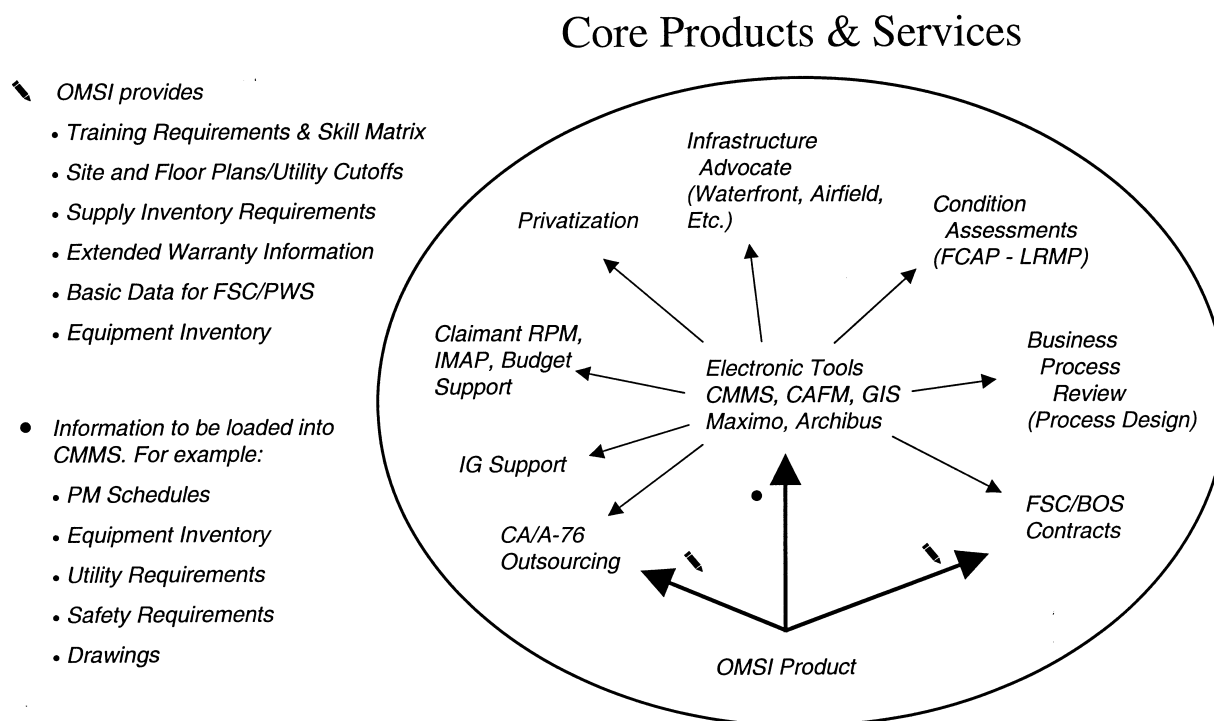 Core Products & Services
OMSI provides
• Training Requirements & Skill Matrix
• Site and Floor Plans/Utility Cutoffs
• Supply Inventory Requirements
• Extended Warranty Information
• Basic Data for FSC/PWS
• Equipment Inventory
• Information to be loaded into
CMMS. For example:
• PM Schedules
• Equipment Inventory
• Utility Requirements
• Safety Requirements
• Drawings
Infrastructure
Advocate
(Waterfront, Airfield,
Etc.)
Privatization
Condition
Assessments
(FCAP - LRMP)
Claimant RPM,
IMAP, Budget
Support
Electronic Tools
CMMS, CAFM, GIS
Maximo, Archibus
Business
Process
Review
(Process Design)
IG Support
CA/A-76
Outsourcing
FSC/BOS
Contracts
OMSI Product